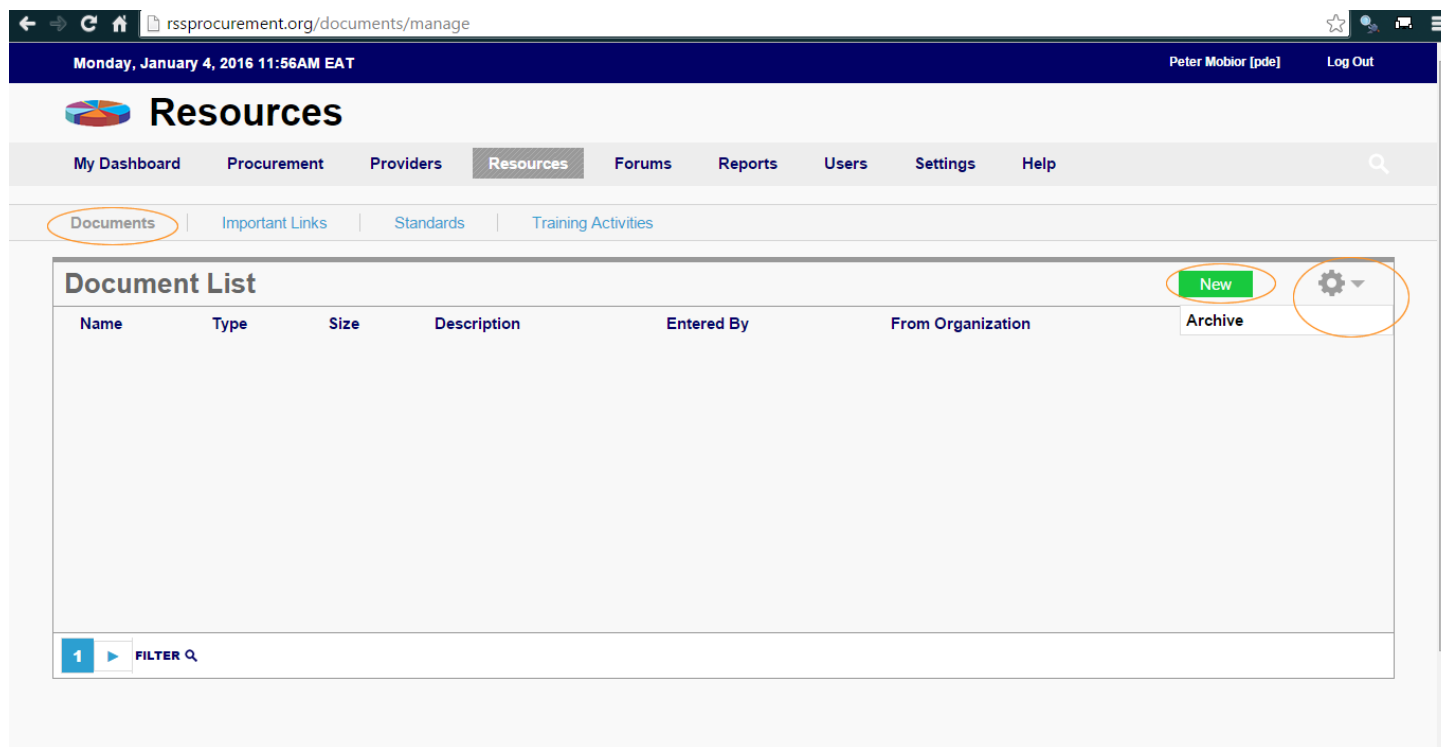 rssprocurement.org/documents/manage
Monday, January 4, 2016 11:56AM EAT Peter Mobior [pde] Log Out
Resources
My Dashboard Procurement Providers Resources Forums Reports Users Settings Help
Documents Important Links Standards Training Activities
Document List New
Name Type Size Description Entered By From Organization Archive
1 FILTER